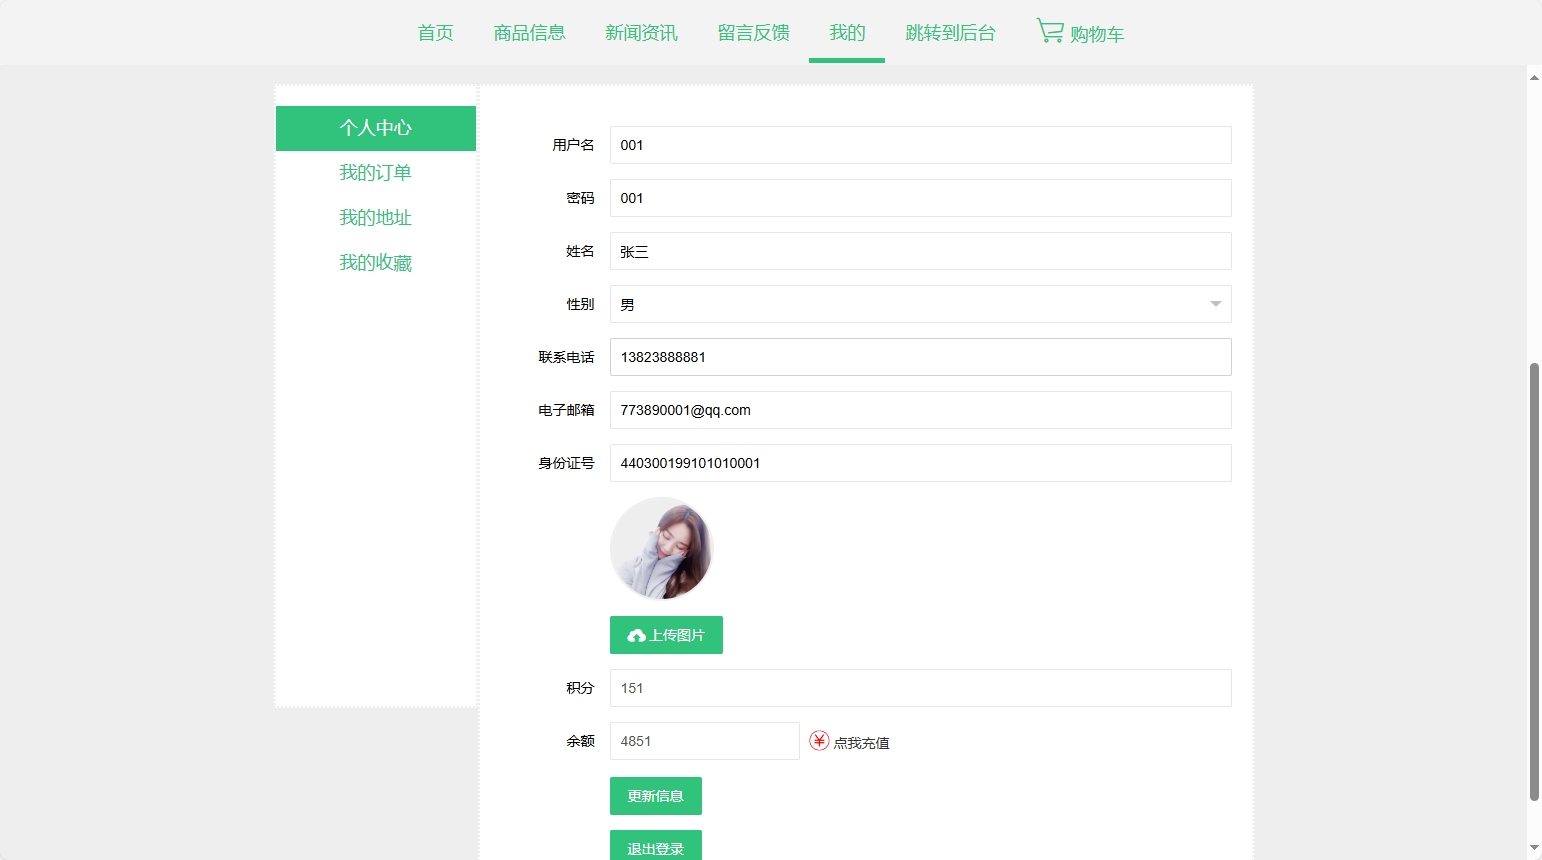 首页 商品信息 新闻资讯 留言反馈 我的 跳转到后台 购物车
个人中心
我的订单
我的地址
我的收藏
用户名 001
密码 001
姓名 张三
性别 男
联系电话 13823888881
电子邮箱 773890001@qq.com
身份证号 440300199101010001
上传图片
积分 151
余额 4851 点我充值
更新信息
退出登录